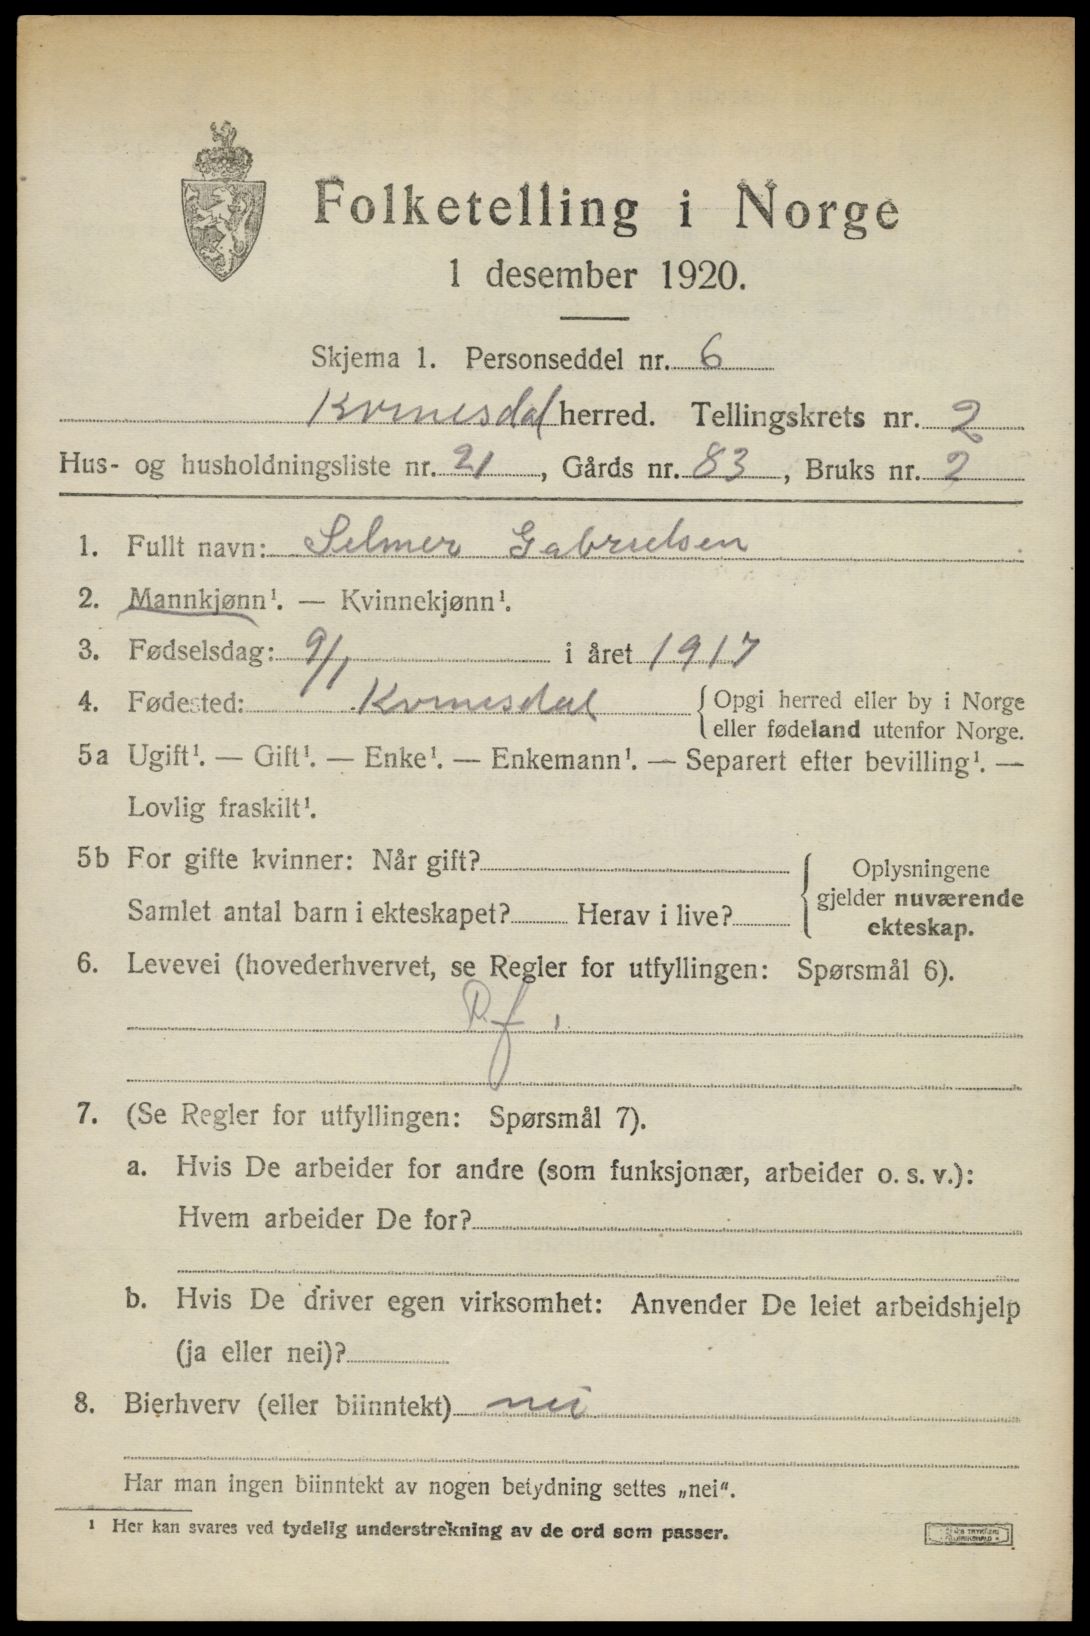 Folketelling i Norge
1 desember 1920.
Skjema 1. Personseddel nr. 6
Kvinesdal herred. Tellingskrets nr. 2
Hus- og husholdningsliste nr. 21, Gårds nr. 83, Bruks nr. 2
1. Fullt navn: Selmer Gabrielsen
2. Mannkjønn¹. — Kvinnekjønn¹.
3. Fødselsdag: 9/1 i året 1917
4. Fødested: Kvinesdal { Opgi herred eller by i Norge
eller fødeland utenfor Norge.
5a Ugift¹. — Gift¹. — Enke¹. — Enkemann¹. — Separert efter bevilling¹. —
Lovlig fraskilt¹.
5b For gifte kvinner: Når gift?
Samlet antal barn i ekteskapet? Herav i live?
Oplysningene
gjelder nuværende
ekteskap.
6. Levevei (hovederhvervet, se Regler for utfyllingen: Spørsmål 6).
7. (Se Regler for utfyllingen: Spørsmål 7).
a. Hvis De arbeider for andre (som funksjonær, arbeider o. s. v.):
Hvem arbeider De for?
b. Hvis De driver egen virksomhet: Anvender De leiet arbeidshjelp
(ja eller nei)?
8. Bierhverv (eller biinntekt) nei
Har man ingen biinntekt av nogen betydning settes „nei".
¹ Her kan svares ved tydelig understrekning av de ord som passer.